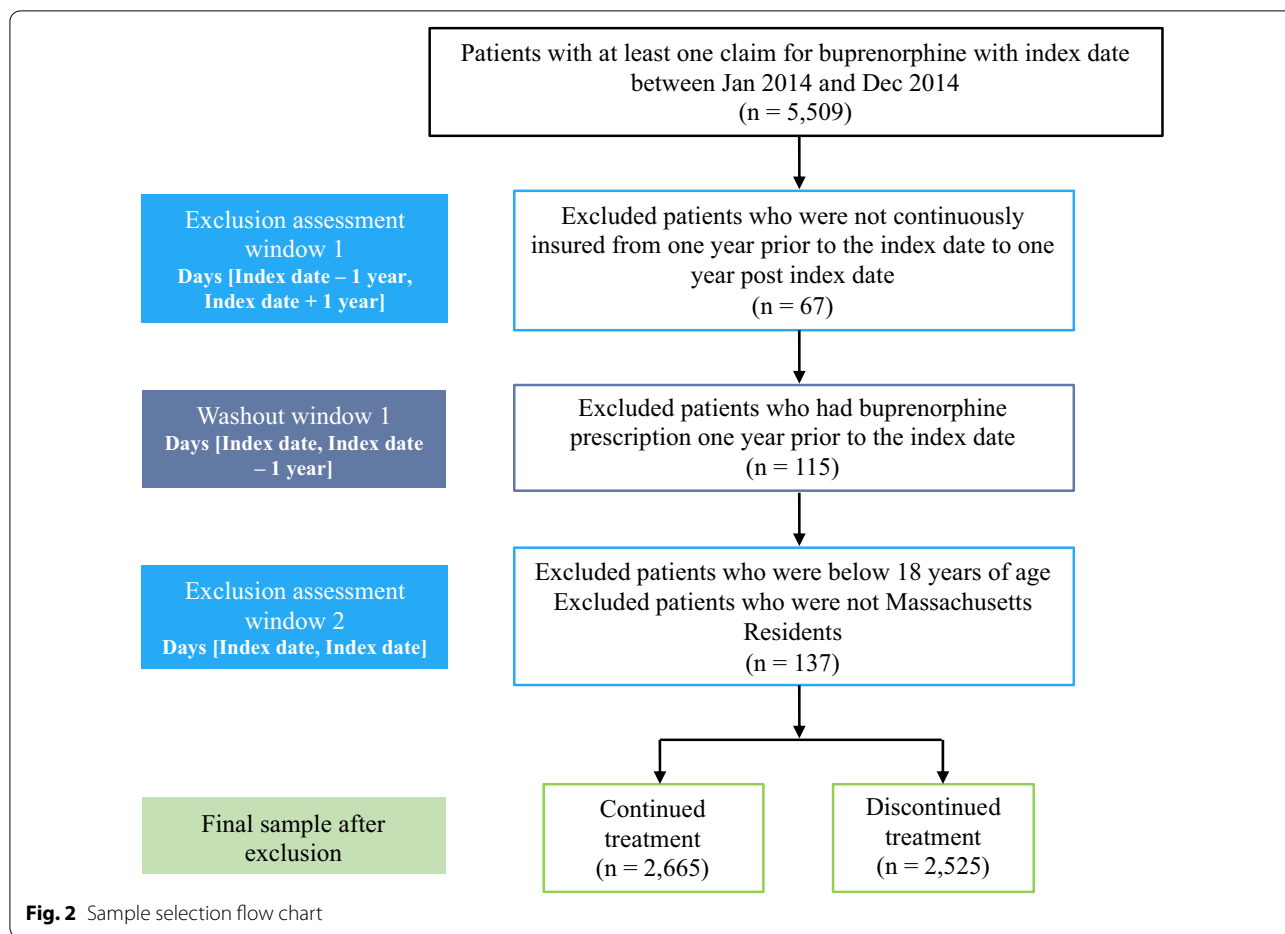 Patients with at least one claim for buprenorphine with index date
between Jan 2014 and Dec 2014
(n = 5,509)
Exclusion assessment
window 1
Days [Index date – 1 year,
Index date + 1 year]
Excluded patients who were not continuously
insured from one year prior to the index date to one
year post index date
(n = 67)
Washout window 1
Days [Index date, Index date
– 1 year]
Excluded patients who had buprenorphine
prescription one year prior to the index date
(n = 115)
Exclusion assessment
window 2
Days [Index date, Index date]
Excluded patients who were below 18 years of age
Excluded patients who were not Massachusetts
Residents
(n = 137)
Final sample after
exclusion
Continued
treatment
(n = 2,665)
Discontinued
treatment
(n = 2,525)
Fig. 2 Sample selection flow chart